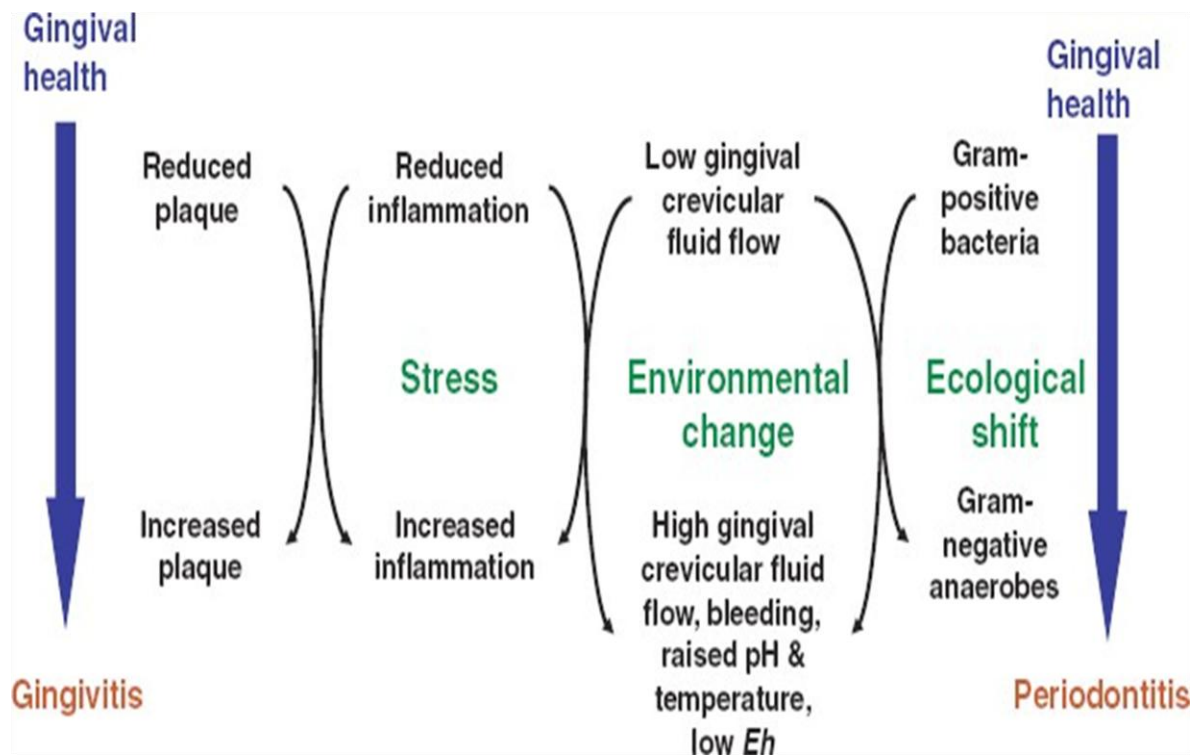 Gingival
health
Gingival
health
Reduced
plaque
Reduced
inflammation
Low gingival
crevicular
fluid flow
Gram-
positive
bacteria
Stress
Environmental
change
Ecological
shift
Increased
plaque
Increased
inflammation
High gingival
crevicular fluid
flow, bleeding,
raised pH &
temperature,
low Eh
Gram-
negative
anaerobes
Gingivitis
Periodontitis